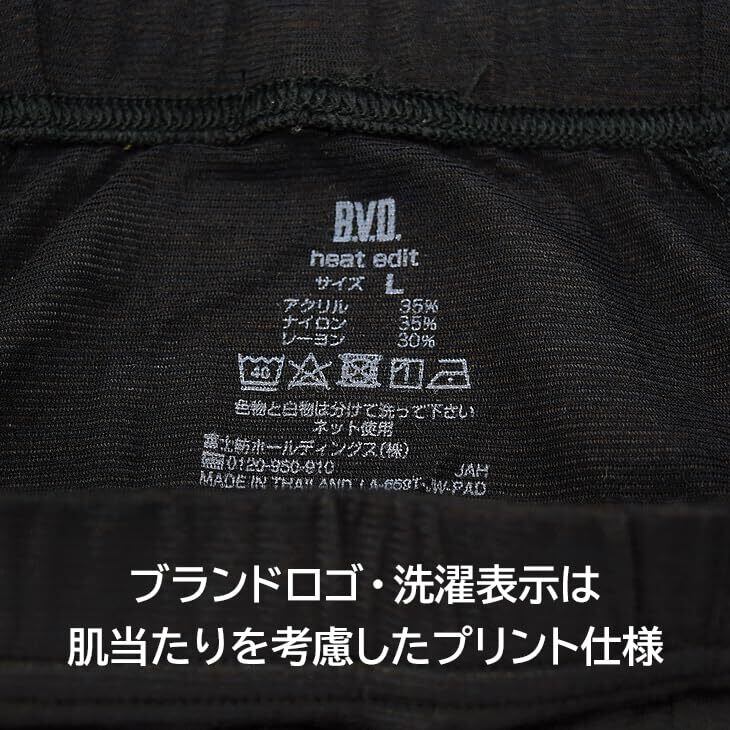 B.V.D.
heat edit
サイズ L
アクリル 35%
ナイロン 35%
レーヨン 30%
40
色物と白物は分けて洗って下さい
ネット使用
富士紡ホールディングス(株)
0120-950-910 JAH
MADE IN THAILAND W-PAD
ブランドロゴ・洗濯表示は
肌当たりを考慮したプリント仕様